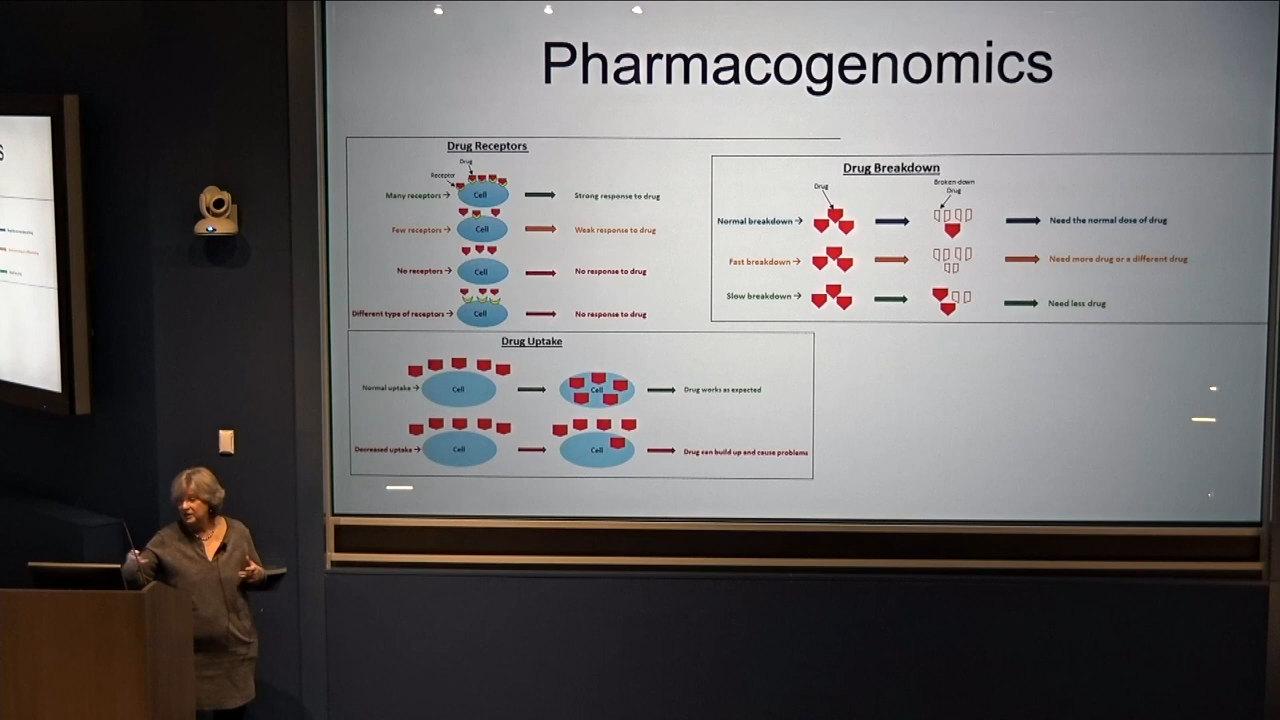 Pharmacogenomics
Drug Receptors
Drug
Receptor
Many receptors → Cell Strong response to drug
Few receptors → Cell Weak response to drug
No receptors → Cell No response to drug
Different type of receptors → Cell No response to drug
Drug Breakdown
Drug
Broken-down
Drug
Normal breakdown → Need the normal dose of drug
Fast breakdown → Need more drug or a different drug
Slow breakdown → Need less drug
Drug Uptake
Normal uptake → Cell Cell Drug works as expected
Decreased uptake → Cell Cell Drug can build up and cause problems
S